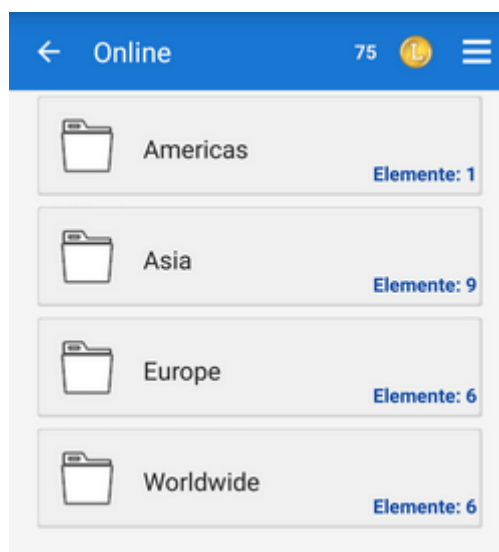 Online 75 L
Americas
Elemente: 1
Asia
Elemente: 9
Europe
Elemente: 6
Worldwide
Elemente: 6